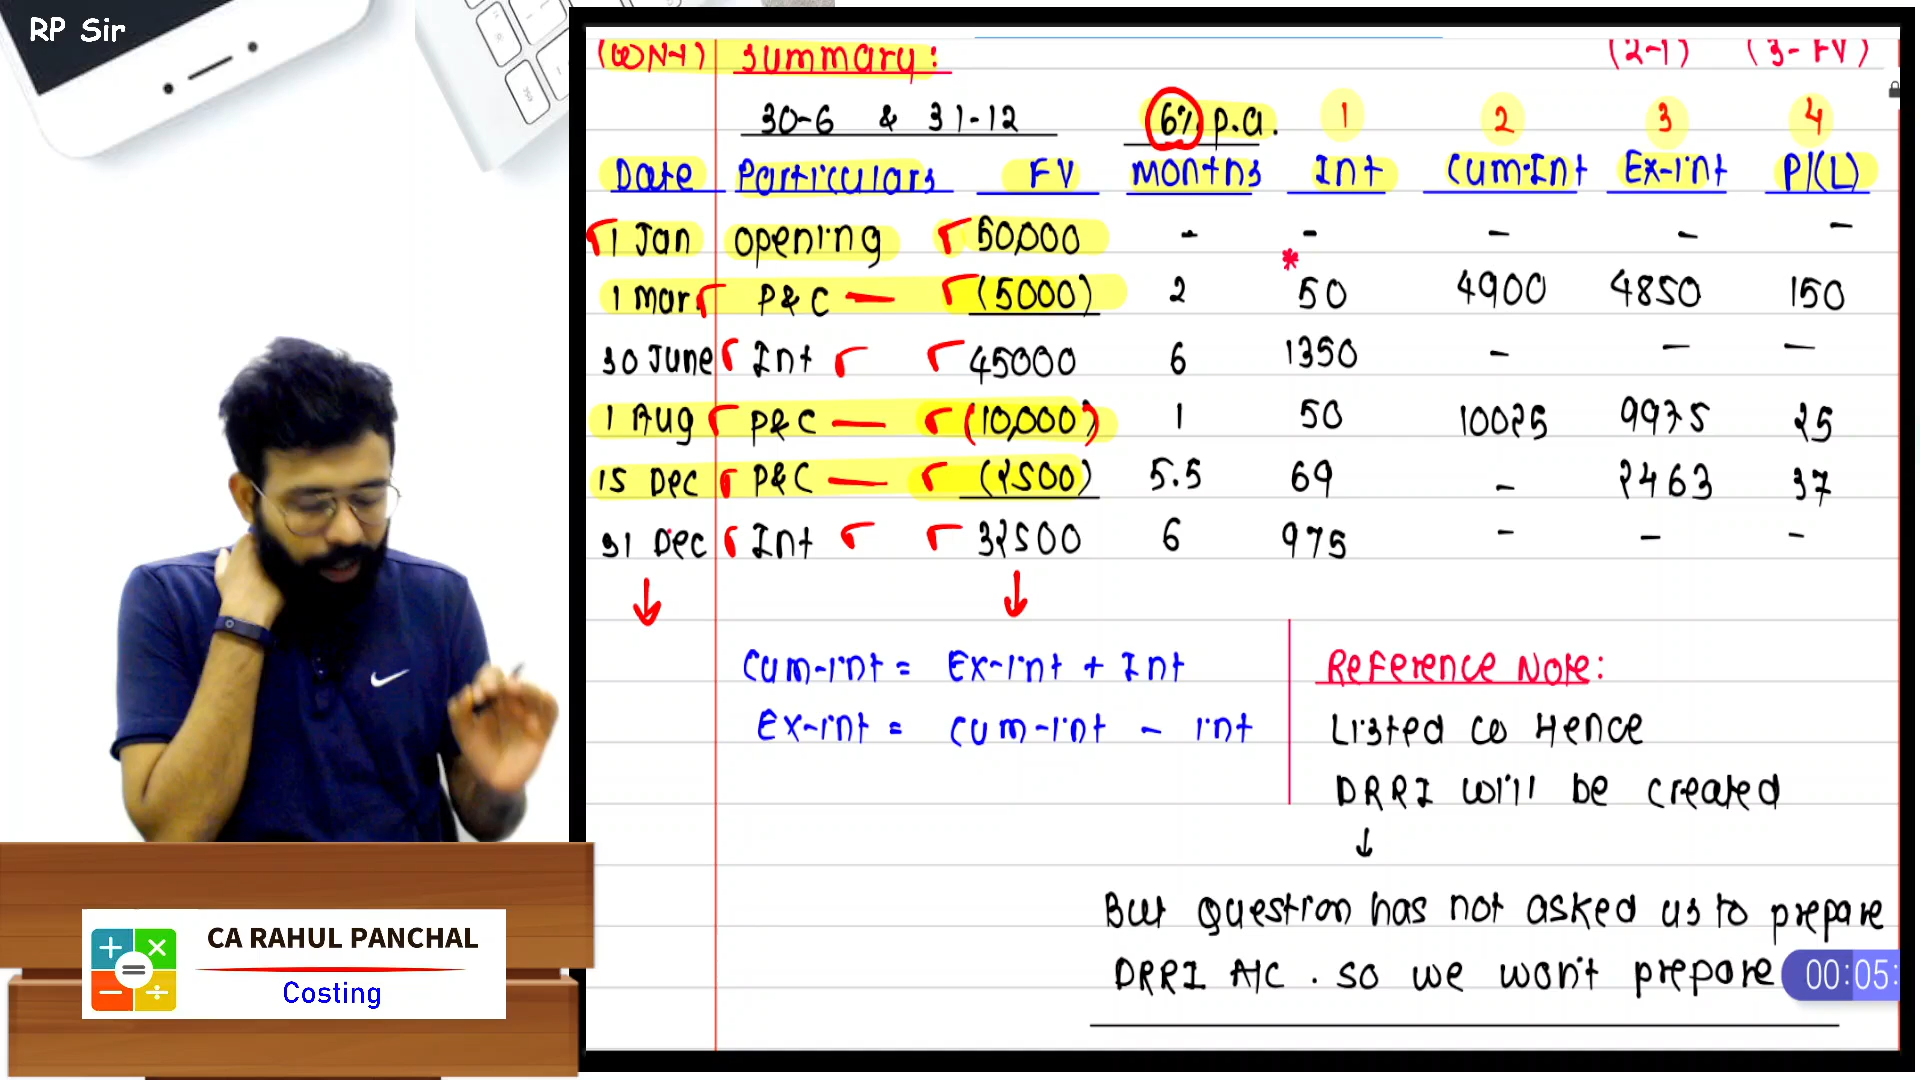 RP Sir
(WN-1) Summary: (2-1) (3-FV)
30-6 & 31-12 6% p.a. 1 2 3 4
Date Particulars FV months Int Cum-Int Ex-int P/(L)
1 Jan opening 50,000 - - - - -
1 Mar P&C — (5000) 2 * 50 4900 4850 150
30 June Int 45000 6 1350 - - -
1 Aug P&C — (10,000) 1 50 10025 9975 25
15 Dec P&C — (2500) 5.5 69 - 2463 37
31 Dec Int 32500 6 975 - - -
Cum-int = Ex-int + Int
Ex-int = cum-int - int
Reference Note:
Listed co Hence
DRRI will be created
But question has not asked us to prepare
DRRI A/C . so we won't prepare
00:05:
CA RAHUL PANCHAL
Costing